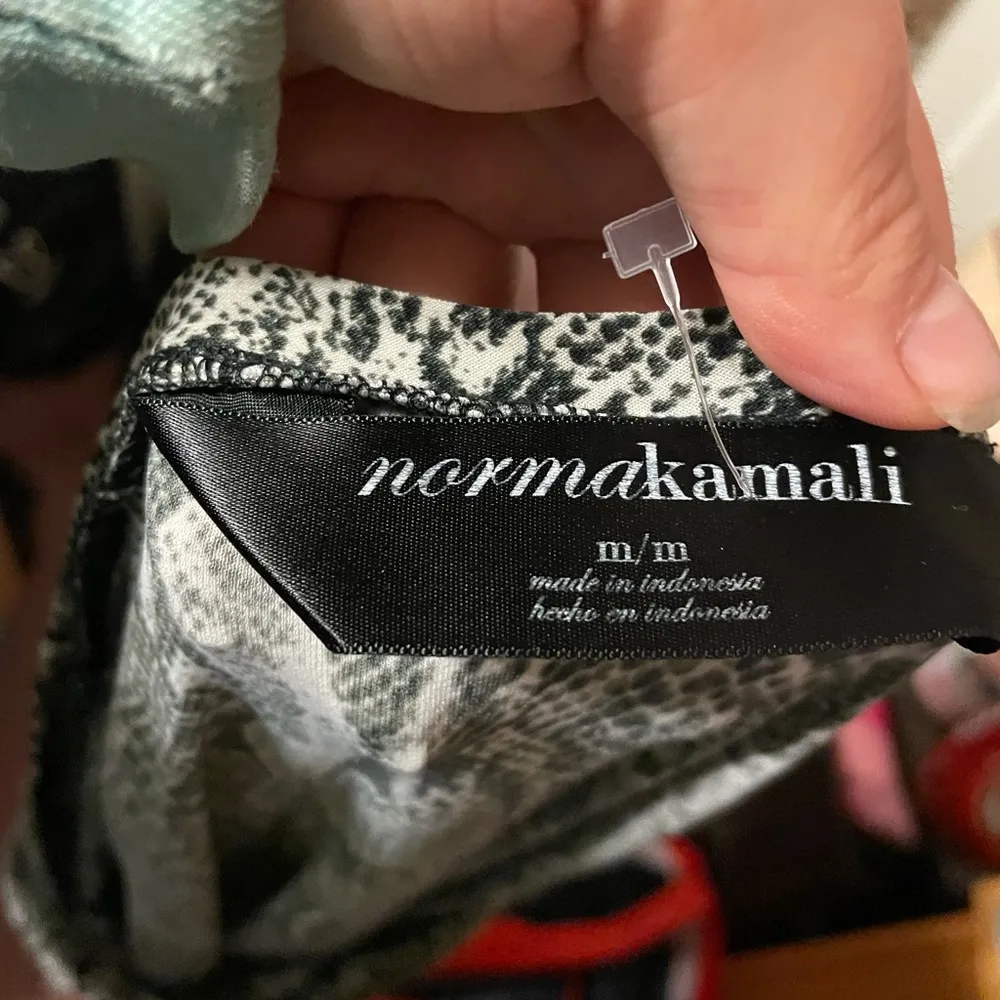 normakamali
m/m
made in indonesia
hecho en indonesia